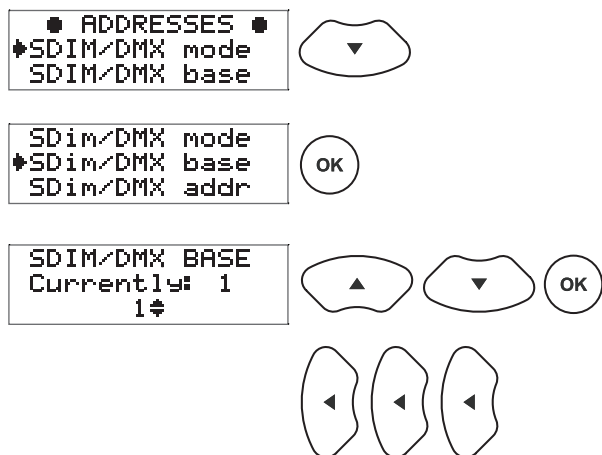 ● ADDRESSES ●
SDIM/DMX mode
SDIM/DMX base
SDim/DMX mode
SDim/DMX base
OK
SDim/DMX addr
SDIM/DMX BASE
Currently: 1
1
OK